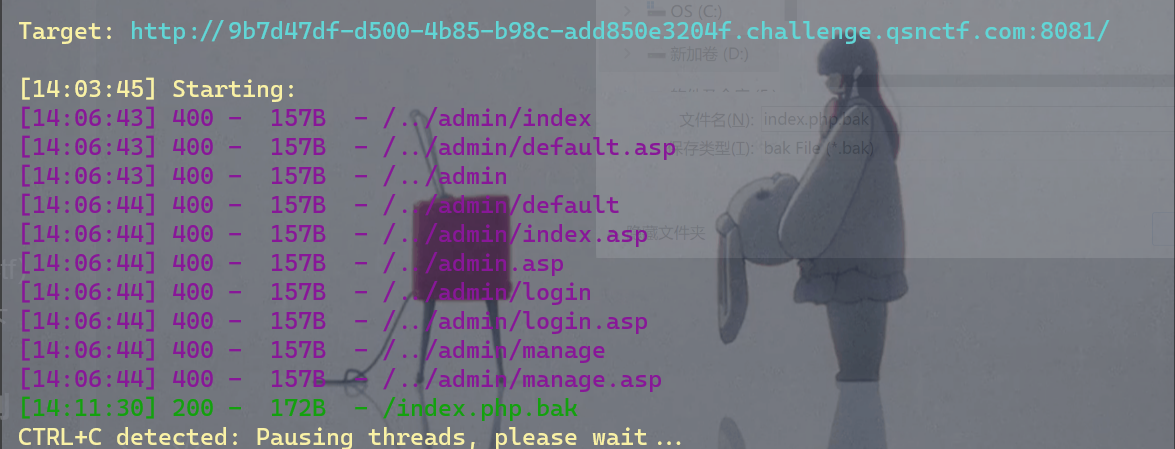 OS (C:)
Target: http://9b7d47df-d500-4b85-b98c-add850e3204f.challenge.qsnctf.com:8081/
新加卷 (D:)
[14:03:45] Starting:
[14:06:43] 400 -  157B  - /../admin/index
文件名(N): index.php.bak
[14:06:43] 400 -  157B  - /../admin/default.asp
保存类型(T): bak File (*.bak)
[14:06:43] 400 -  157B  - /../admin
[14:06:44] 400 -  157B  - /../admin/default
[14:06:44] 400 -  157B  - /../admin/index.asp
隐藏文件夹
[14:06:44] 400 -  157B  - /../admin.asp
[14:06:44] 400 -  157B  - /../admin/login
[14:06:44] 400 -  157B  - /../admin/login.asp
[14:06:44] 400 -  157B  - /../admin/manage
[14:06:44] 400 -  157B  - /../admin/manage.asp
[14:11:30] 200 -  172B  - /index.php.bak
CTRL+C detected: Pausing threads, please wait...